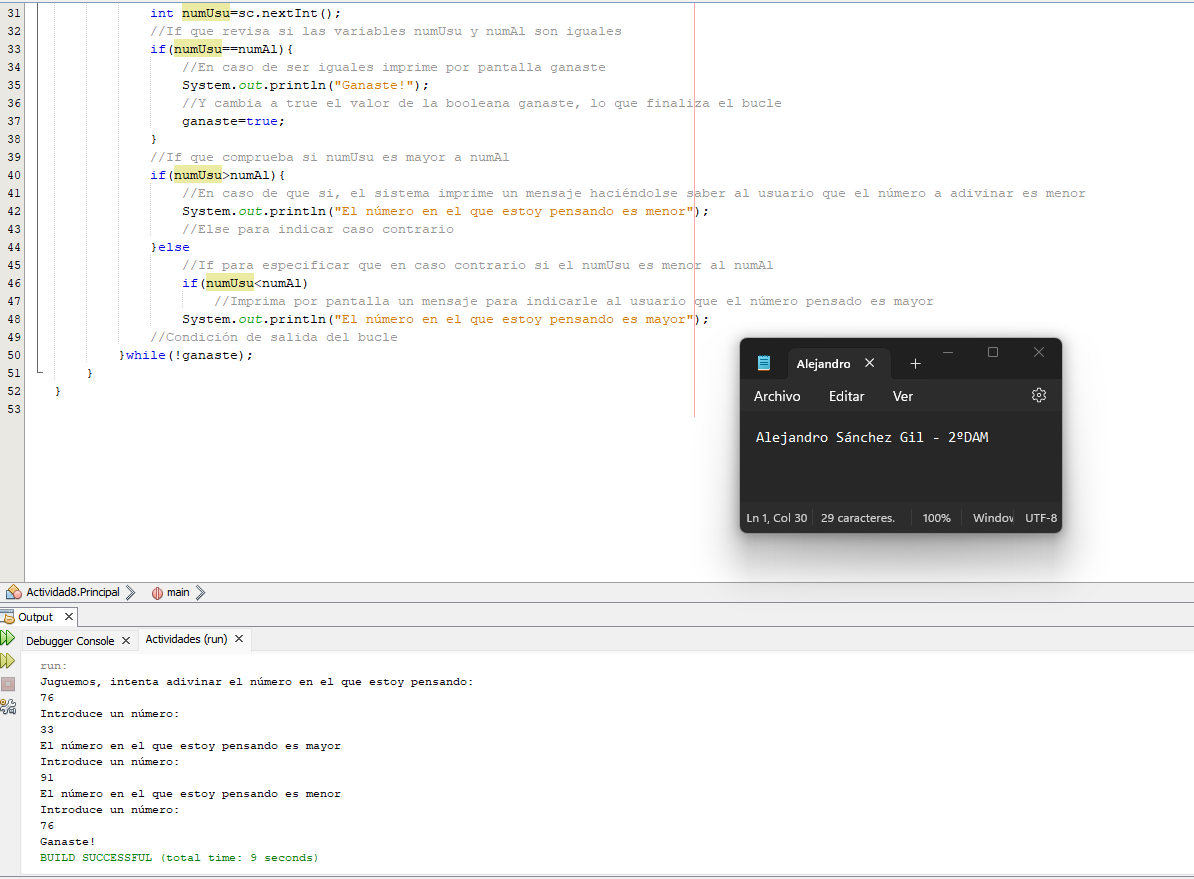 31 int numUsu=sc.nextInt();
32 //If que revisa si las variables numUsu y numAl son iguales
33 if(numUsu==numAl){
34 //En caso de ser iguales imprime por pantalla ganaste
35 System.out.println("Ganaste!");
36 //Y cambia a true el valor de la booleana ganaste, lo que finaliza el bucle
37 ganaste=true;
38 }
39 //If que comprueba si numUsu es mayor a numAl
40 if(numUsu>numAl){
41 //En caso de que si, el sistema imprime un mensaje haciéndolse saber al usuario que el número a adivinar es menor
42 System.out.println("El número en el que estoy pensando es menor");
43 //Else para indicar caso contrario
44 }else
45 //If para especificar que en caso contrario si el numUsu es menor al numAl
46 if(numUsu<numAl)
47 //Imprima por pantalla un mensaje para indicarle al usuario que el número pensado es mayor
48 System.out.println("El número en el que estoy pensando es mayor");
49 //Condición de salida del bucle
50 }while(!ganaste);
51 }
52 }
53
Alejandro
Archivo Editar Ver
Alejandro Sánchez Gil - 2ºDAM
Ln 1, Col 30 29 caracteres. 100% Window UTF-8
Actividad8.Principal main
Output
Debugger Console Actividades (run)
run:
Juguemos, intenta adivinar el número en el que estoy pensando:
76
Introduce un número:
33
El número en el que estoy pensando es mayor
Introduce un número:
91
El número en el que estoy pensando es menor
Introduce un número:
76
Ganaste!
BUILD SUCCESSFUL (total time: 9 seconds)